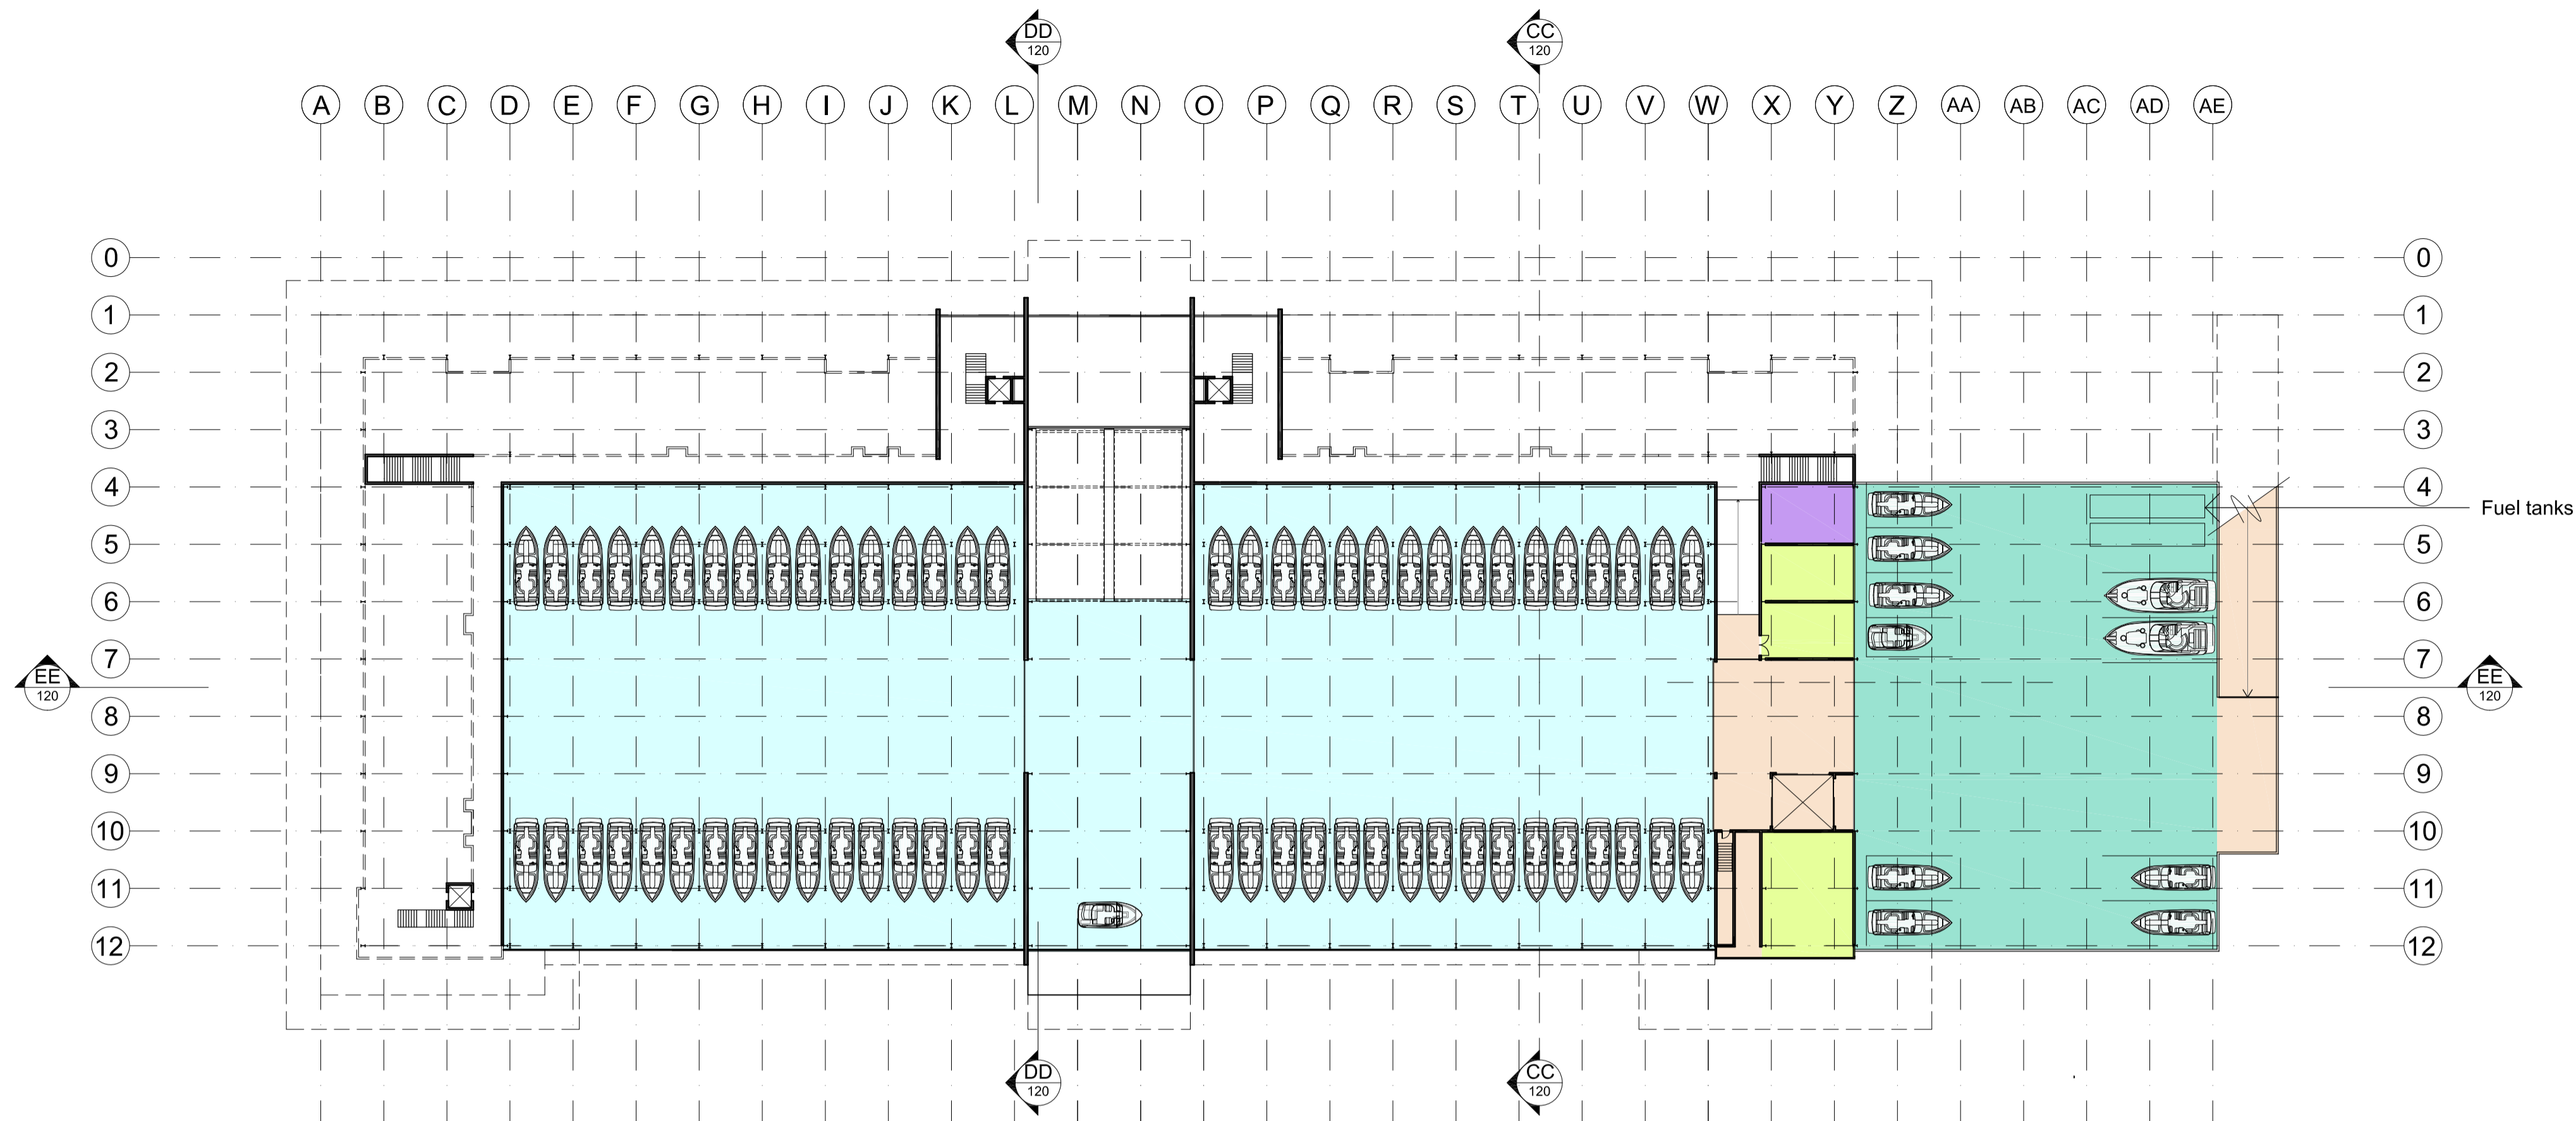 DD
120
CC
120
A B C D E F G H I J K L M N O P Q R S T U V W X Y Z AA AB AC AD AE
0 0
1 1
2 2
3 3
4 4
Fuel tanks
5 5
6 6
7 7
EE EE
120 120
8 8
9 9
10 10
11 11
12 12
DD
120
CC
120